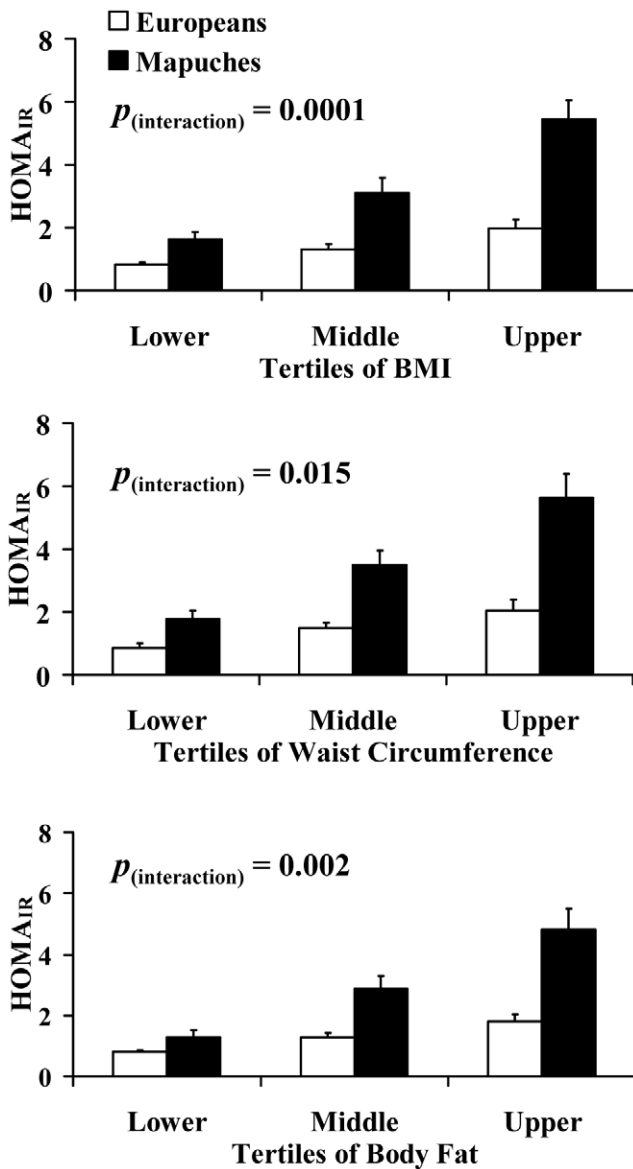 Europeans
Mapuches
p(interaction) = 0.0001
HOMAIR
8
6
4
2
0
Lower Middle Upper
Tertiles of BMI
p(interaction) = 0.015
HOMAIR
8
6
4
2
0
Lower Middle Upper
Tertiles of Waist Circumference
p(interaction) = 0.002
HOMAIR
8
6
4
2
0
Lower Middle Upper
Tertiles of Body Fat